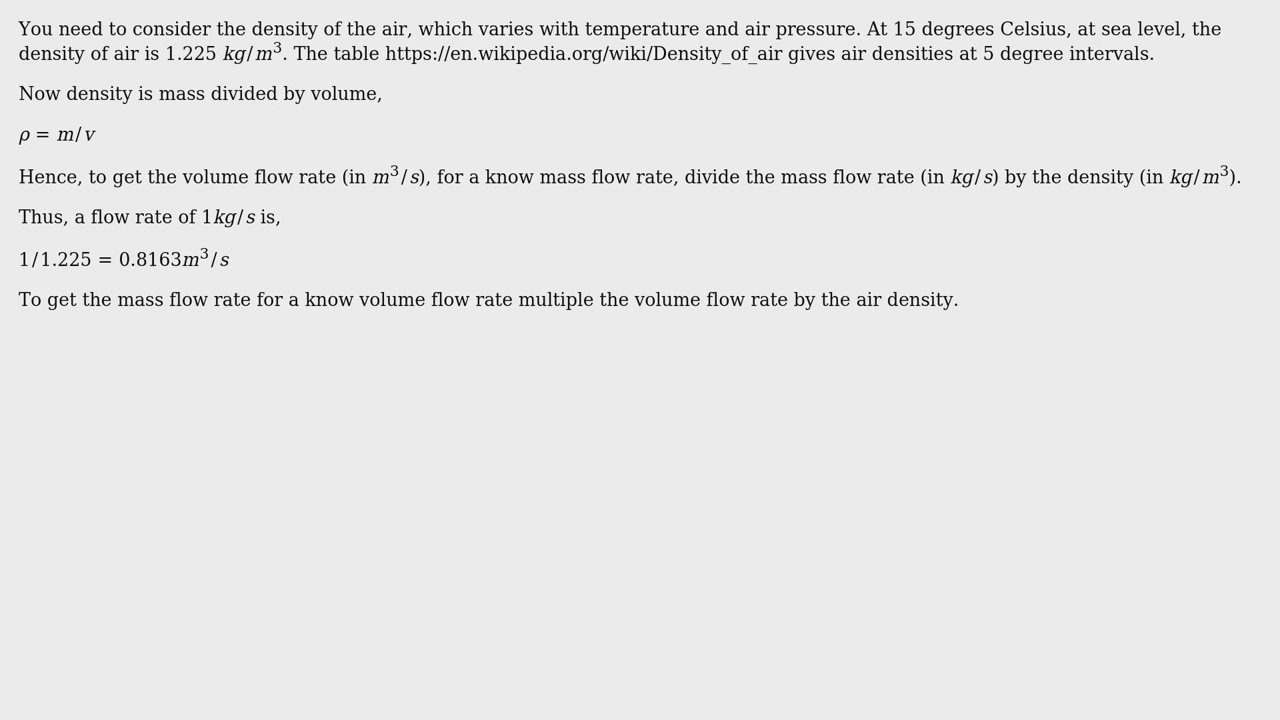 You need to consider the density of the air, which varies with temperature and air pressure. At 15 degrees Celsius, at sea level, the
density of air is 1.225 kg/m³. The table https://en.wikipedia.org/wiki/Density_of_air gives air densities at 5 degree intervals.
Now density is mass divided by volume,
ρ = m/v
Hence, to get the volume flow rate (in m³/s), for a know mass flow rate, divide the mass flow rate (in kg/s) by the density (in kg/m³).
Thus, a flow rate of 1kg/s is,
1/1.225 = 0.8163m³/s
To get the mass flow rate for a know volume flow rate multiple the volume flow rate by the air density.